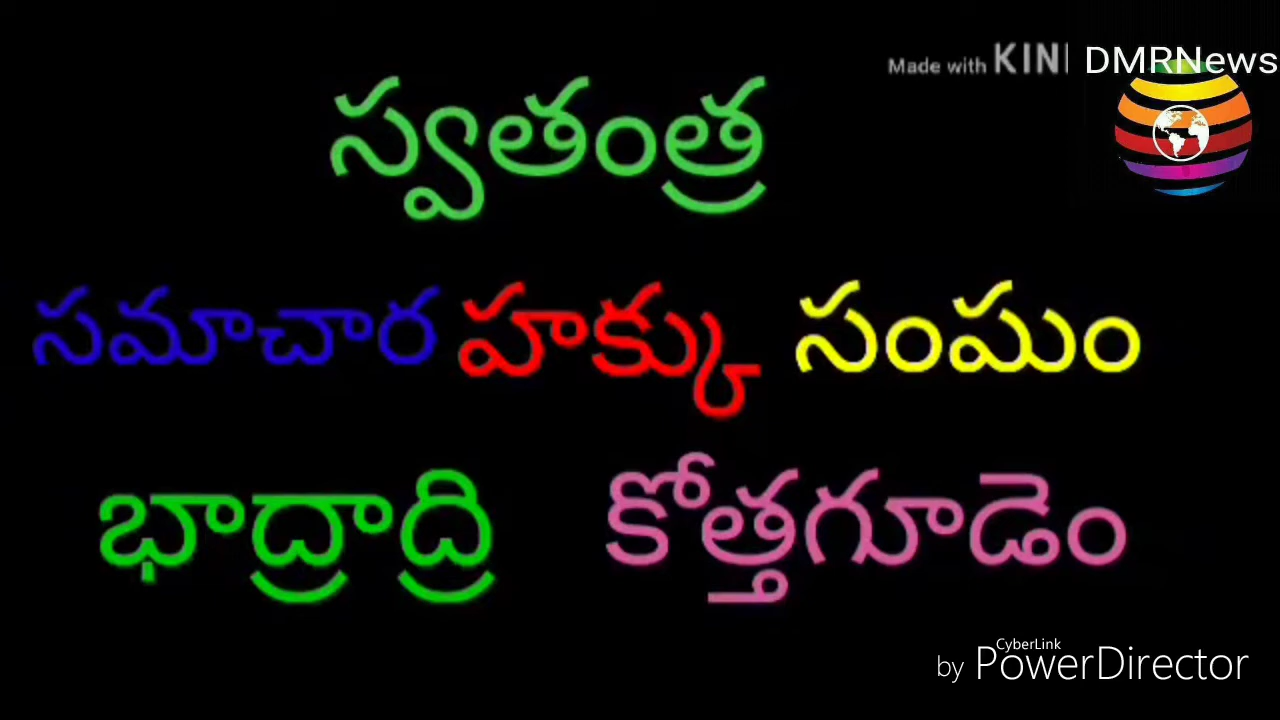 Made with KIN DMRNews
స్వతంత్ర
సమాచార హక్కు సంఘం
భాద్రాద్రి కోత్తగూడెం
CyberLink
by PowerDirector